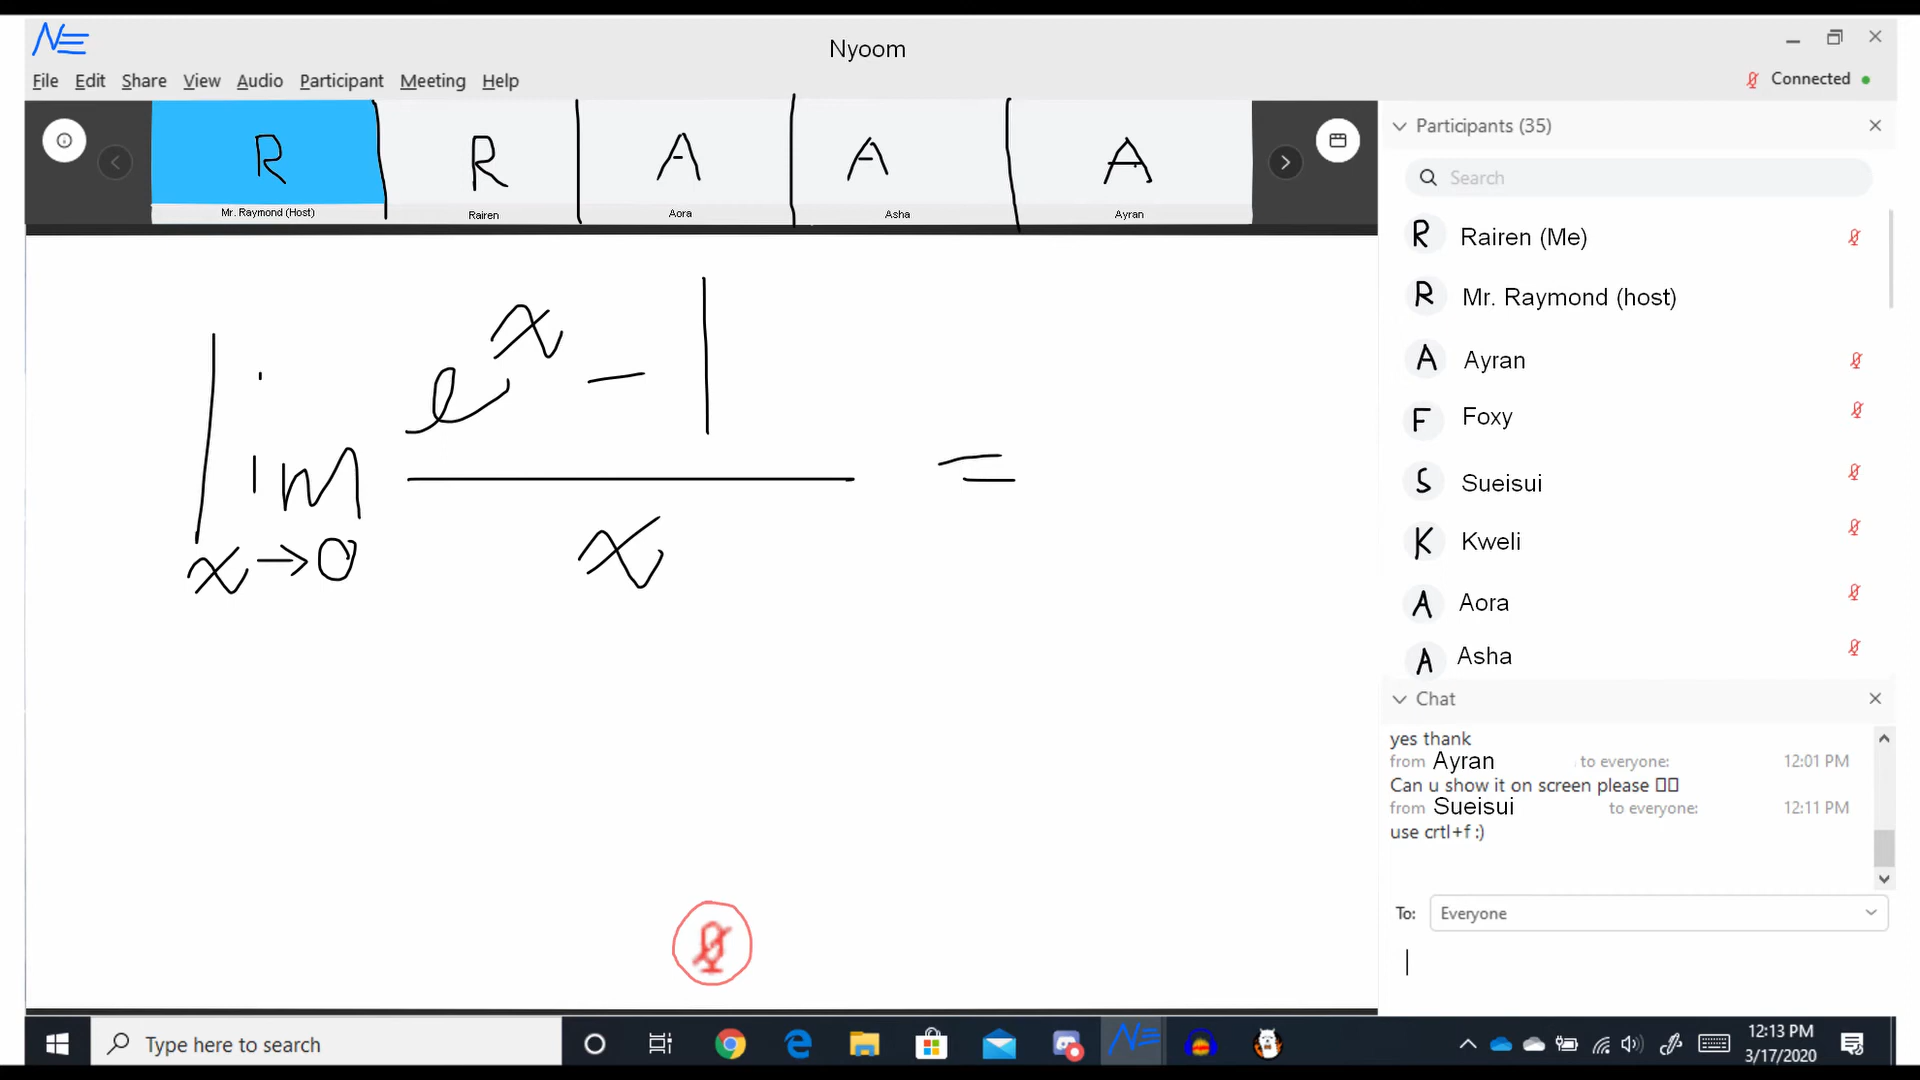 NE
Nyoom
File Edit Share View Audio Participant Meeting Help
Connected
R R A A A
Mr. Raymond (Host) Rairen Aora Asha Ayran
lim e^x - 1 =
x→0 x
Participants (35)
Search
R Rairen (Me)
R Mr. Raymond (host)
A Ayran
F Foxy
S Sueisui
K Kweli
A Aora
A Asha
Chat
yes thank
from Ayran to everyone: 12:01 PM
Can u show it on screen please
from Sueisui to everyone: 12:11 PM
use crtl+f :)
To: Everyone
Type here to search
NE
12:13 PM
3/17/2020